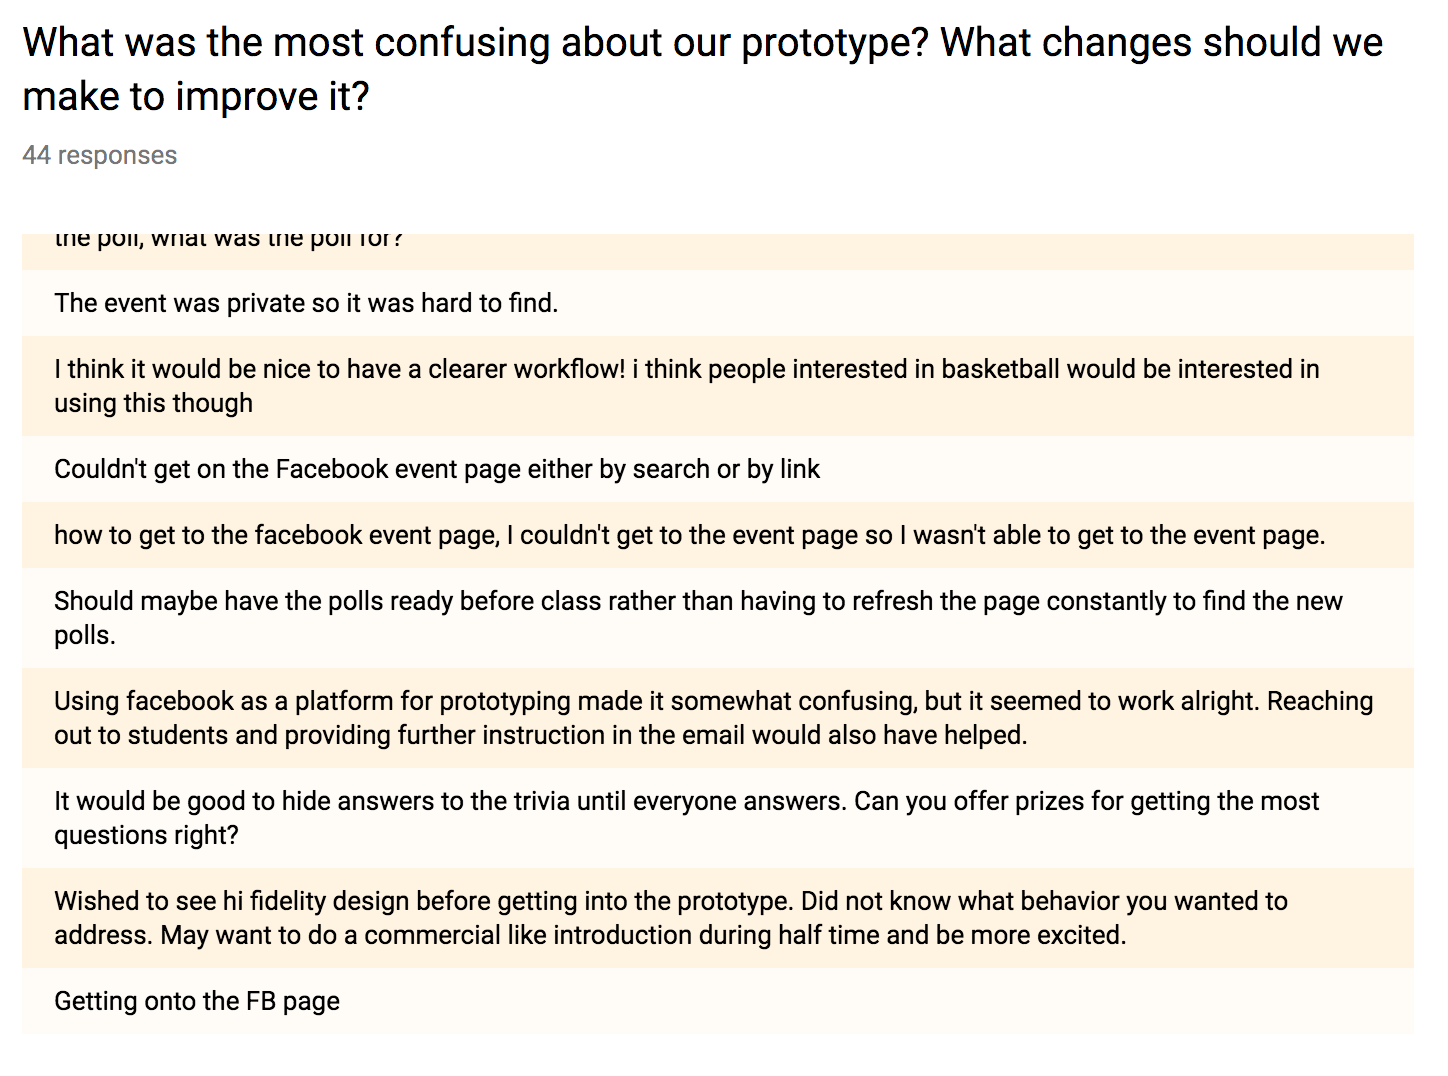 What was the most confusing about our prototype? What changes should we
make to improve it?
44 responses
the poll, what was the poll for?
The event was private so it was hard to find.
I think it would be nice to have a clearer workflow! i think people interested in basketball would be interested in
using this though
Couldn't get on the Facebook event page either by search or by link
how to get to the facebook event page, I couldn't get to the event page so I wasn't able to get to the event page.
Should maybe have the polls ready before class rather than having to refresh the page constantly to find the new
polls.
Using facebook as a platform for prototyping made it somewhat confusing, but it seemed to work alright. Reaching
out to students and providing further instruction in the email would also have helped.
It would be good to hide answers to the trivia until everyone answers. Can you offer prizes for getting the most
questions right?
Wished to see hi fidelity design before getting into the prototype. Did not know what behavior you wanted to
address. May want to do a commercial like introduction during half time and be more excited.
Getting onto the FB page